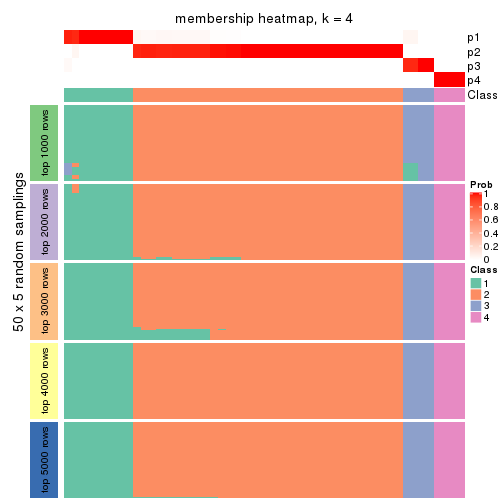 membership heatmap, k = 4
p1
p2
p3
p4
Class
50 x 5 random samplings
top 1000 rows
top 2000 rows
top 3000 rows
top 4000 rows
top 5000 rows
Prob
1
0.8
0.6
0.4
0.2
0
Class
1
2
3
4